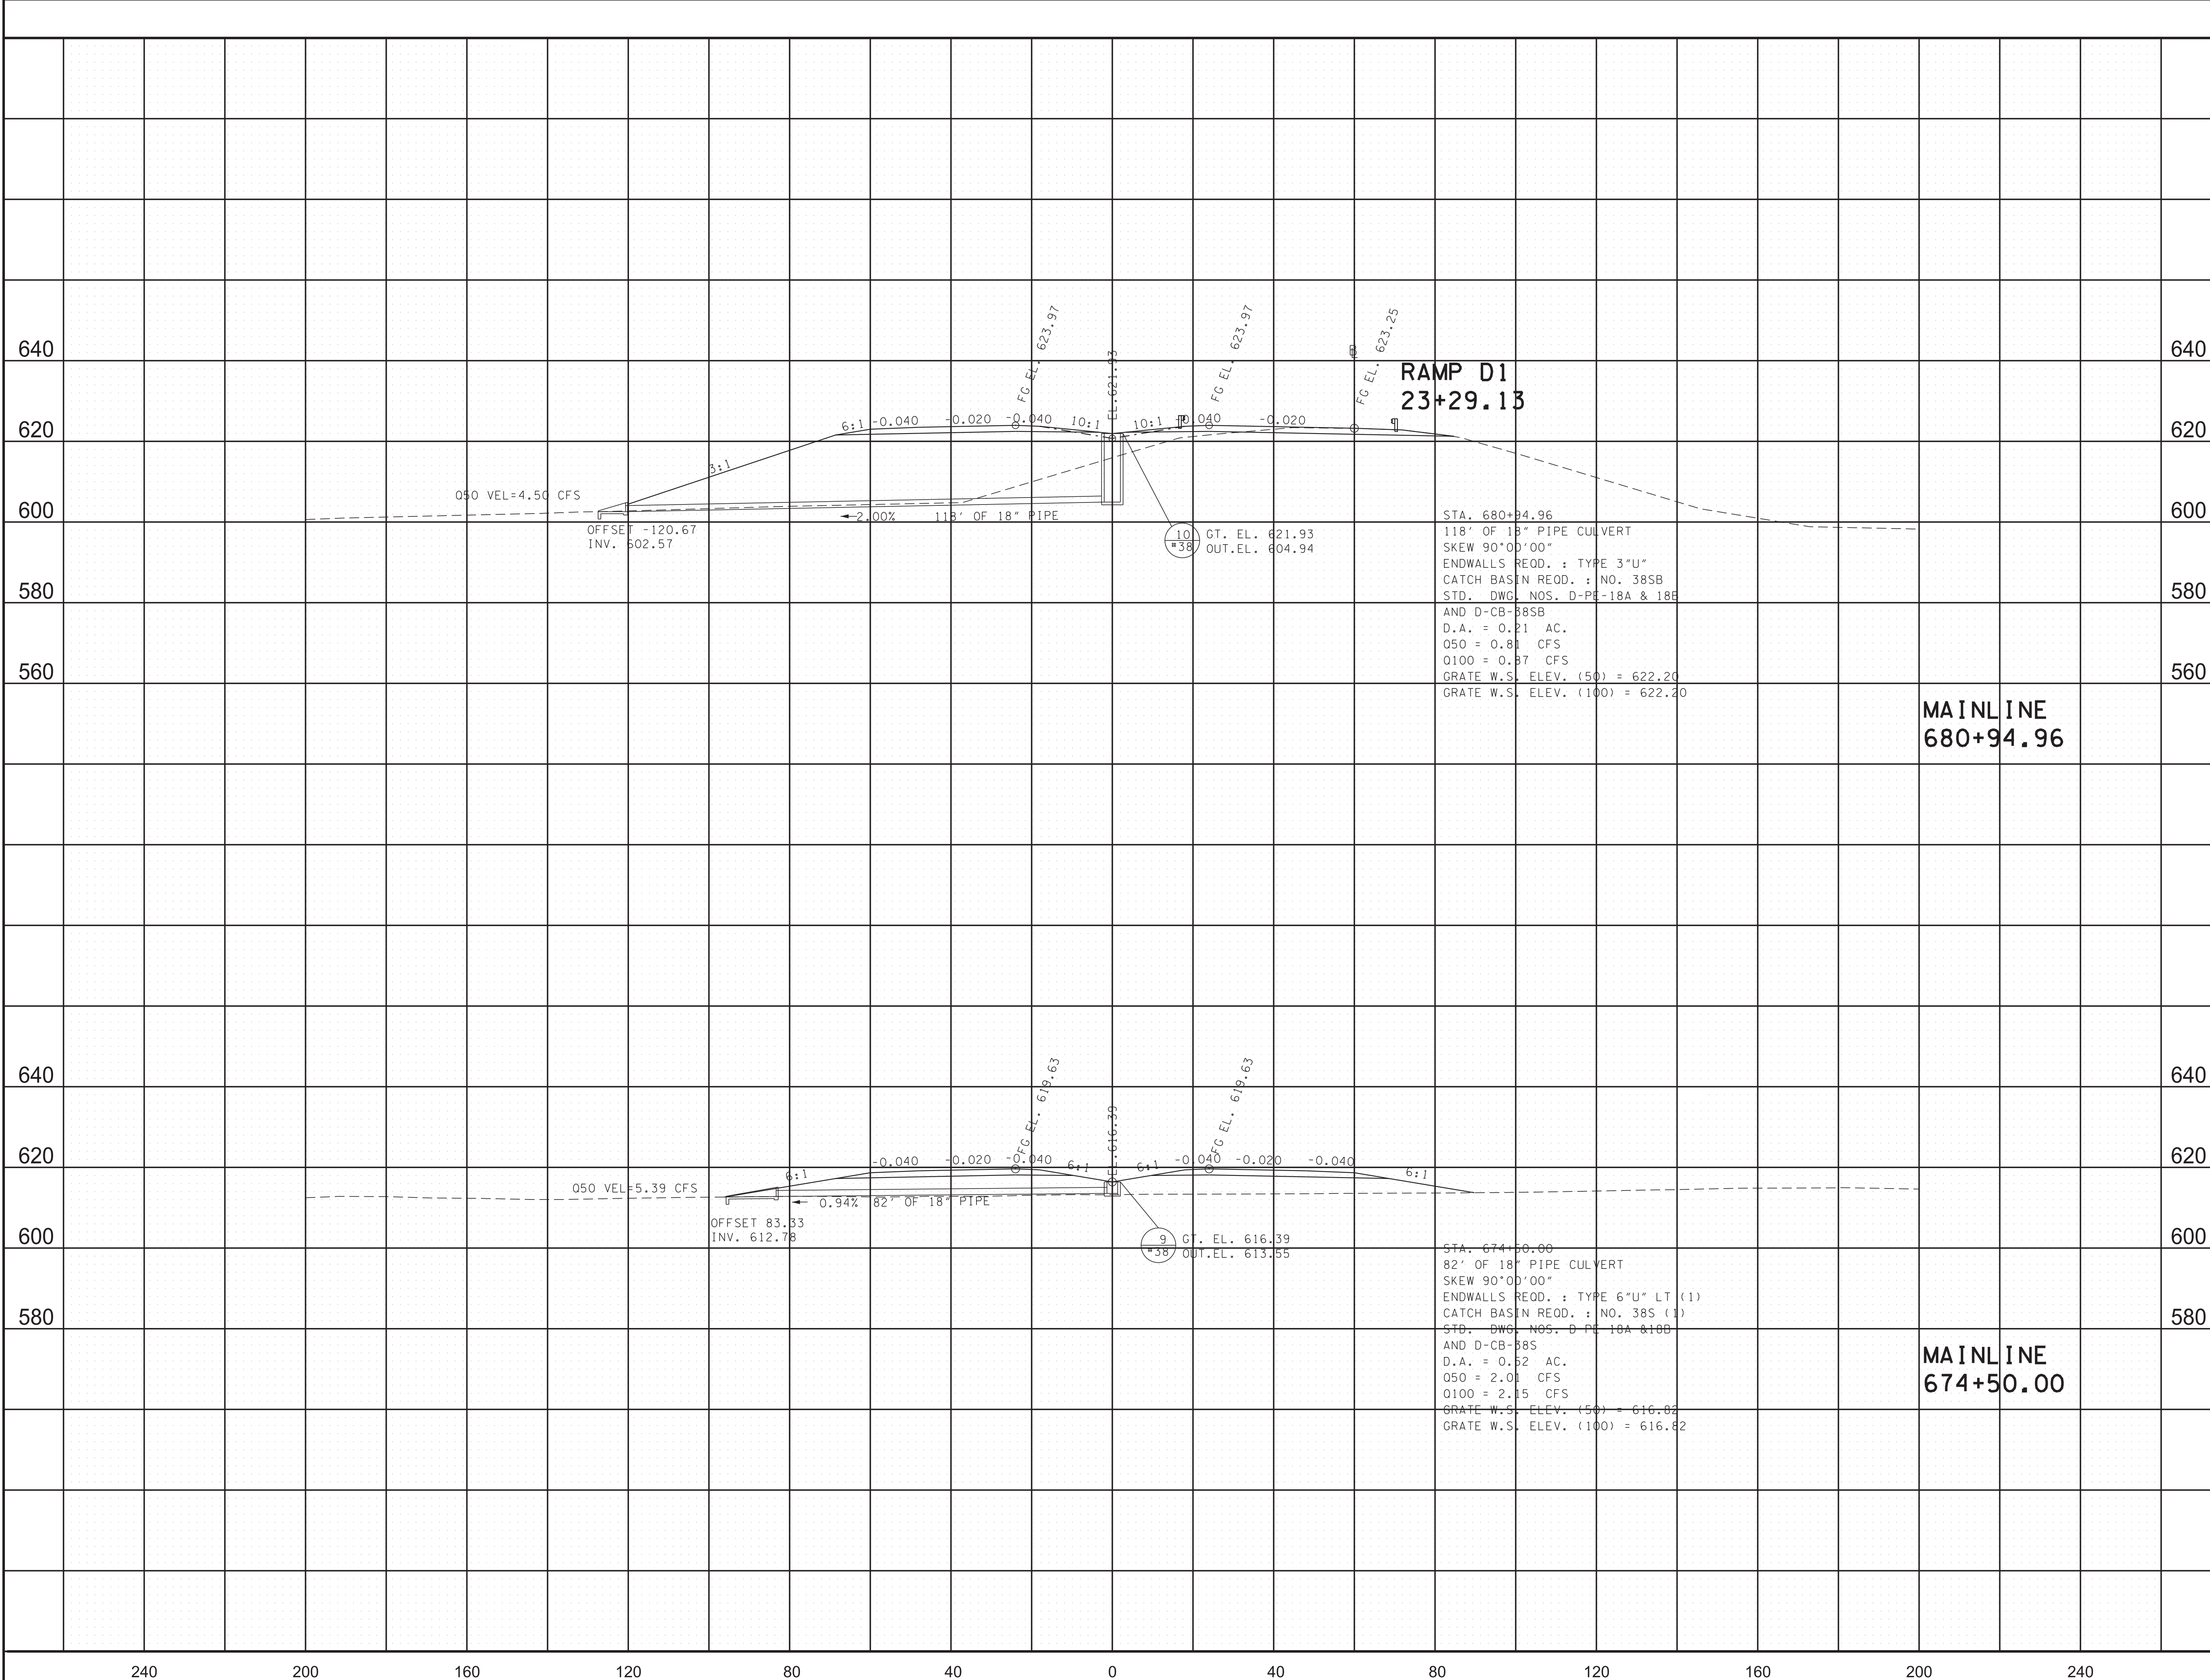 FG EL. 623.97
EL.621.93
FG EL. 623.97
FG EL. 623.25
640
640
RAMP D1
23+29.13
6:1
-0.040
-0.020
-0.040
10:1
10:1
-0.040
-0.020
620
620
3:1
Q50 VEL=4.50 CFS
600
600
2.00% 118' OF 18" PIPE
OFFSET -120.67
INV. 602.57
10
#38
GT. EL. 621.93
OUT.EL. 604.94
STA. 680+94.96
118' OF 18" PIPE CULVERT
SKEW 90°00'00"
ENDWALLS REQD. : TYPE 3"U"
CATCH BASIN REQD. : NO. 38SB
STD. DWG. NOS. D-PE-18A & 18B
AND D-CB-38SB
D.A. = 0.21 AC.
Q50 = 0.81 CFS
Q100 = 0.87 CFS
GRATE W.S. ELEV. (50) = 622.20
GRATE W.S. ELEV. (100) = 622.20
580
580
560
560
MAINLINE
680+94.96
FG EL. 619.63
EL.616.39
FG EL. 619.63
640
640
620
620
6:1
-0.040
-0.020
-0.040
6:1
6:1
-0.040
-0.020
-0.040
6:1
Q50 VEL=5.39 CFS
0.94% 82' OF 18" PIPE
OFFSET 83.33
INV. 612.78
600
600
9
#38
GT. EL. 616.39
OUT.EL. 613.55
STA. 674+50.00
82' OF 18" PIPE CULVERT
SKEW 90°00'00"
ENDWALLS REQD. : TYPE 6"U" LT (1)
CATCH BASIN REQD. : NO. 38S (1)
STD. DWG. NOS. D-PE-18A &18B
AND D-CB-38S
D.A. = 0.52 AC.
Q50 = 2.01 CFS
Q100 = 2.15 CFS
GRATE W.S. ELEV. (50) = 616.82
GRATE W.S. ELEV. (100) = 616.82
580
580
MAINLINE
674+50.00
240 200 160 120 80 40 0 40 80 120 160 200 240